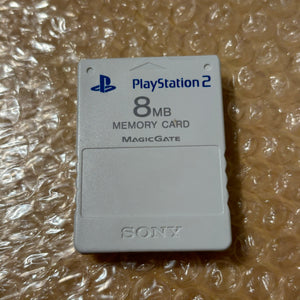 PlayStation 2
8MB
MEMORY CARD
MAGICGATE
SONY